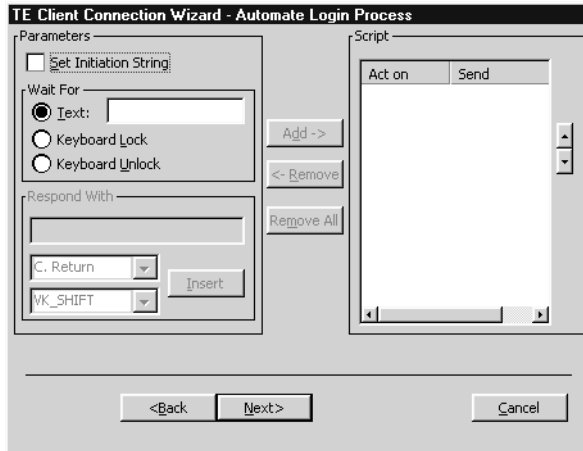 TE Client Connection Wizard - Automate Login Process
Parameters
Set Initiation String
Wait For
Text:
Keyboard Lock
Keyboard Unlock
Respond With
C. Return
VK_SHIFT
Insert
Add ->
<- Remove
Remove All
Script
Act on Send
<Back Next> Cancel